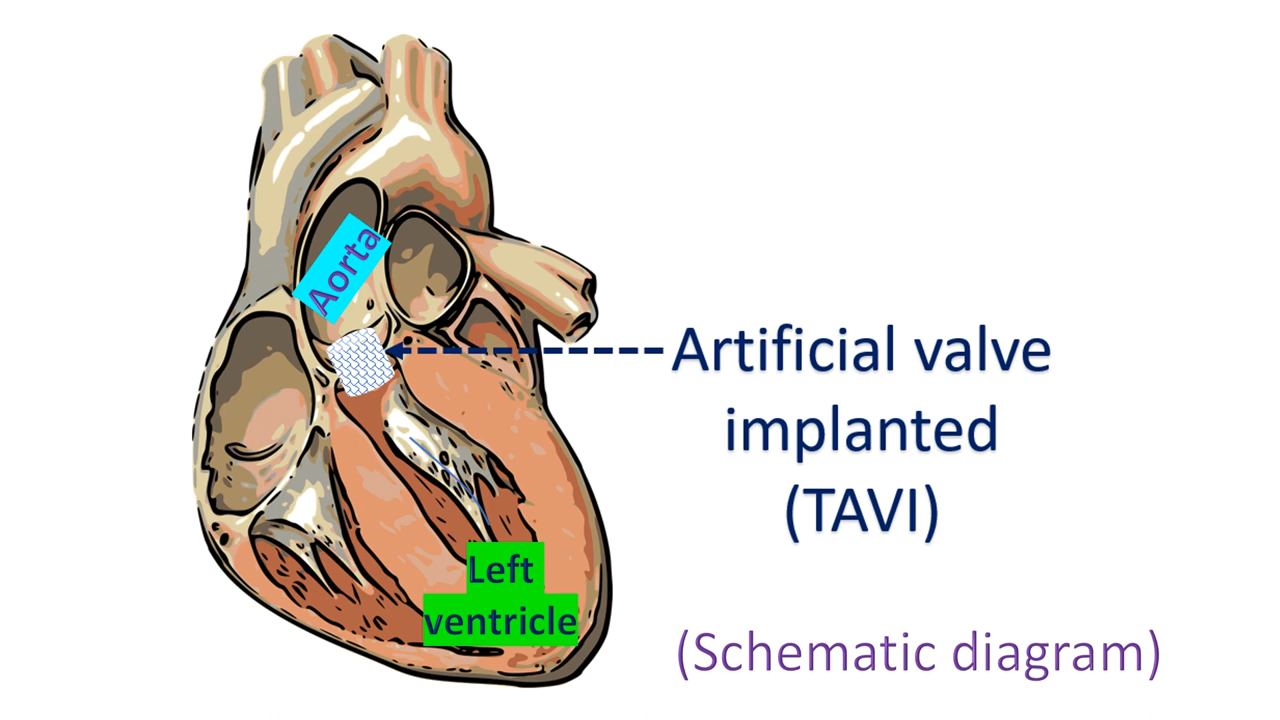 Aorta
Artificial valve
implanted
(TAVI)
Left
ventricle
(Schematic diagram)